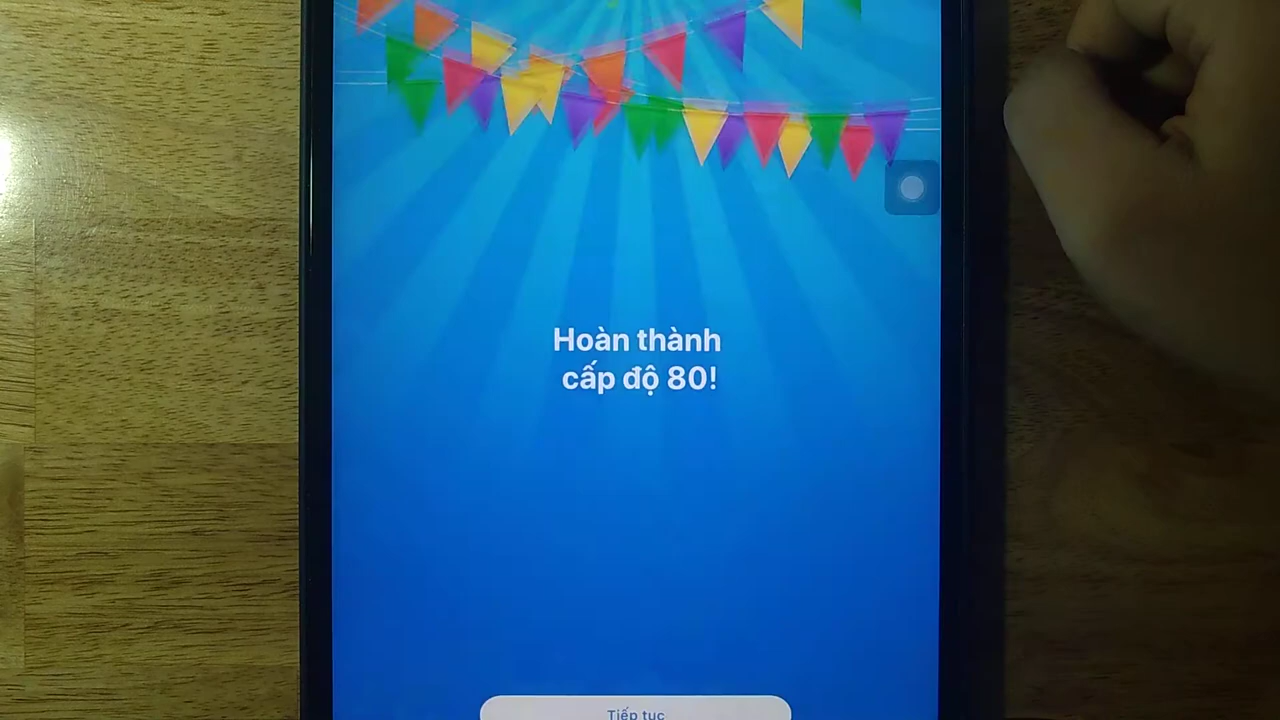 Hoàn thành
cấp độ 80!
Tiếp tục